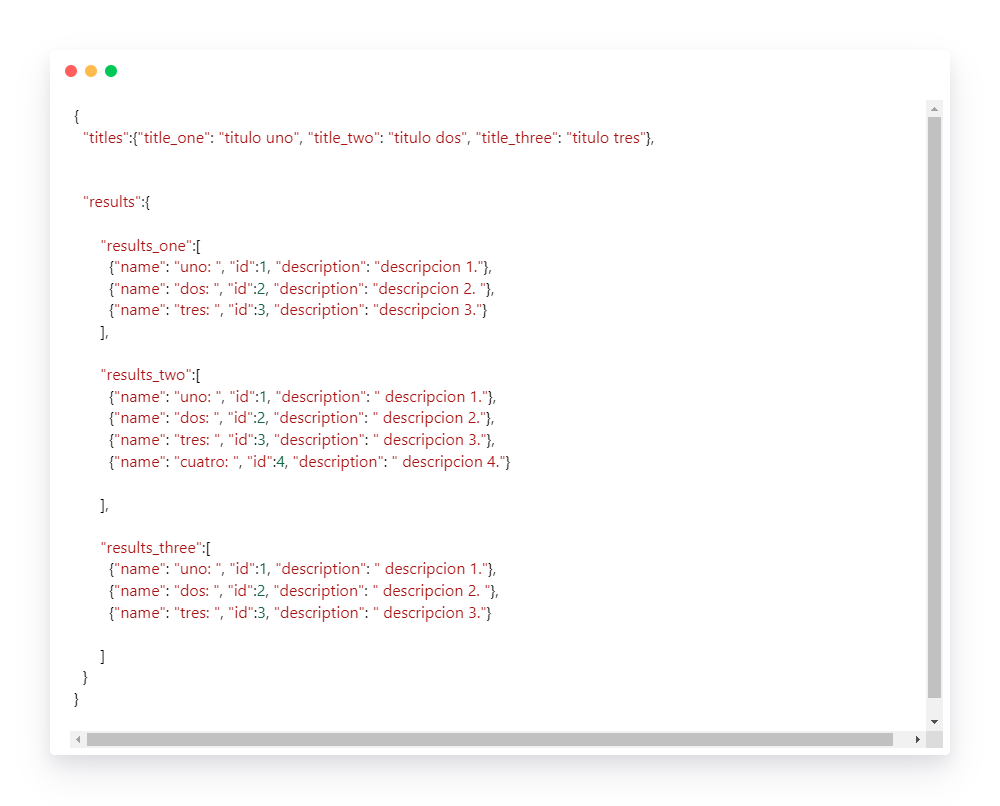 {
"titles":{"title_one": "titulo uno", "title_two": "titulo dos", "title_three": "titulo tres"},
"results":{
"results_one":[
{"name": "uno: ", "id":1, "description": "descripcion 1."},
{"name": "dos: ", "id":2, "description": "descripcion 2. "},
{"name": "tres: ", "id":3, "description": "descripcion 3."}
],
"results_two":[
{"name": "uno: ", "id":1, "description": " descripcion 1."},
{"name": "dos: ", "id":2, "description": " descripcion 2."},
{"name": "tres: ", "id":3, "description": " descripcion 3."},
{"name": "cuatro: ", "id":4, "description": " descripcion 4."}
],
"results_three":[
{"name": "uno: ", "id":1, "description": " descripcion 1."},
{"name": "dos: ", "id":2, "description": " descripcion 2. "},
{"name": "tres: ", "id":3, "description": " descripcion 3."}
]
}
}